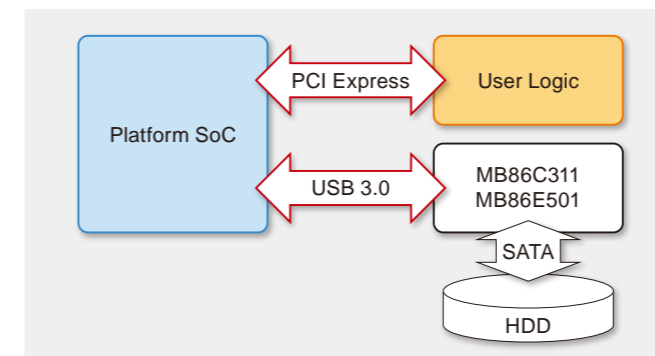 Platform SoC
PCI Express
User Logic
USB 3.0
MB86C311
MB86E501
SATA
HDD